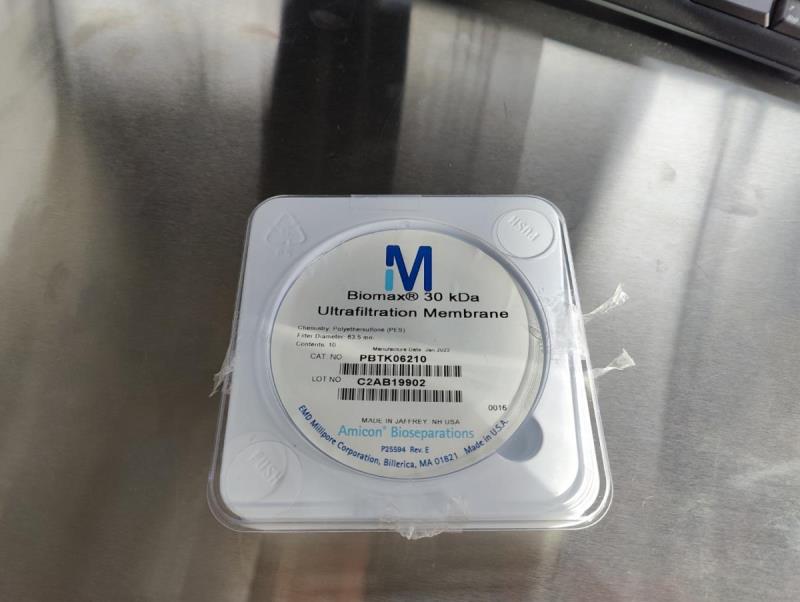 PUSH
M
Biomax® 30 kDa
Ultrafiltration Membrane
Chemistry: Polyethersulfone (PES)
Filter Diameter: 63.5 mm
Contents: 10
Manufacture Date: Jan 2022
CAT. NO PBTK06210
LOT NO C2AB19902
0016
MADE IN JAFFREY, NH USA
Amicon® Bioseparations
P25594 Rev. E
EMD Millipore Corporation, Billerica, MA 01821 Made in U.S.A.
PUSH